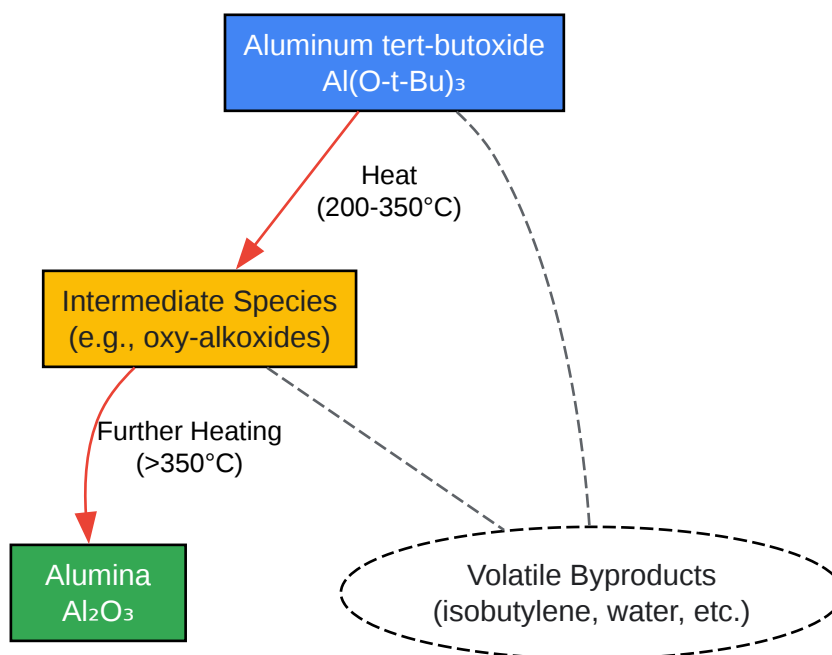 Aluminum tert-butoxide
Al(O-t-Bu)₃
Heat
(200-350°C)
Intermediate Species
(e.g., oxy-alkoxides)
Further Heating
(>350°C)
Alumina
Al₂O₃
Volatile Byproducts
(isobutylene, water, etc.)